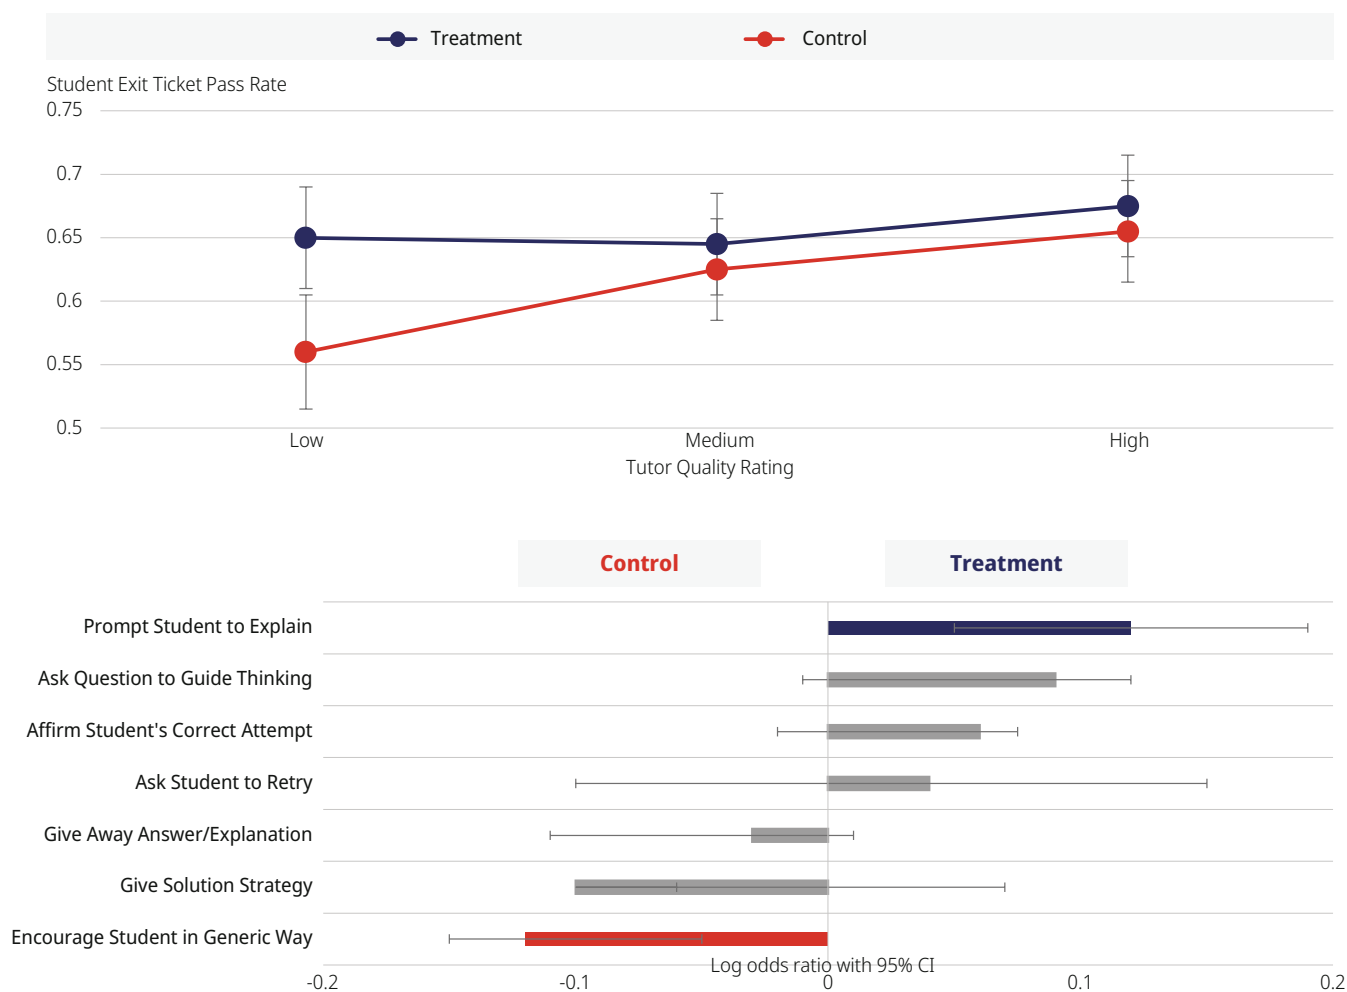 Treatment
Control
Student Exit Ticket Pass Rate
0.75
0.7
0.65
0.6
0.55
0.5
Low
Medium
High
Tutor Quality Rating
Control
Treatment
Prompt Student to Explain
Ask Question to Guide Thinking
Affirm Student's Correct Attempt
Ask Student to Retry
Give Away Answer/Explanation
Give Solution Strategy
Encourage Student in Generic Way
Log odds ratio with 95% CI
-0.2
-0.1
0
0.1
0.2